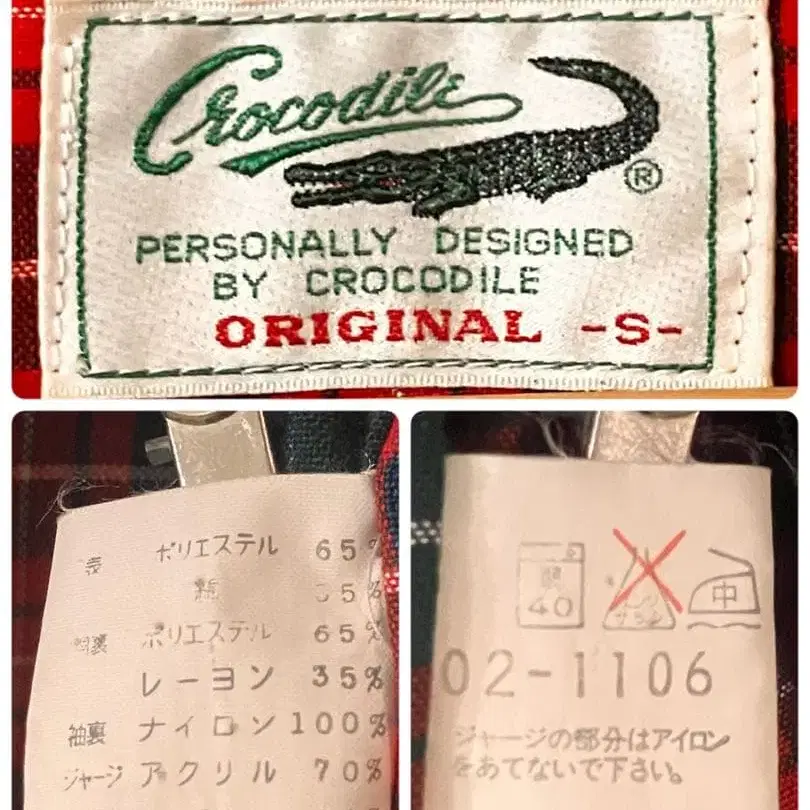 Crocodile
®
PERSONALLY DESIGNED
BY CROCODILE
ORIGINAL -S-
表 ポリエステル 65%
綿 35%
胴裏 ポリエステル 65%
レーヨン 35%
袖裏 ナイロン 100%
ジャージ アクリル 70%
40
中
02-1106
ジャージの部分はアイロン
をあてないで下さい。